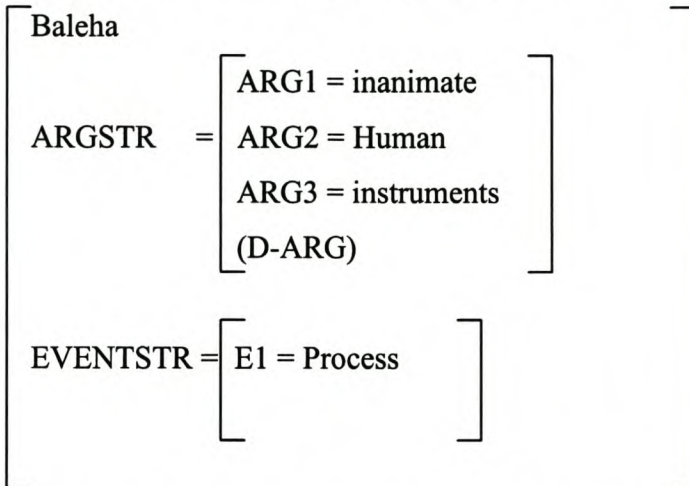 Baleha
ARG1 = inanimate
ARGSTR = ARG2 = Human
ARG3 = instruments
(D-ARG)
EVENTSTR = E1 = Process